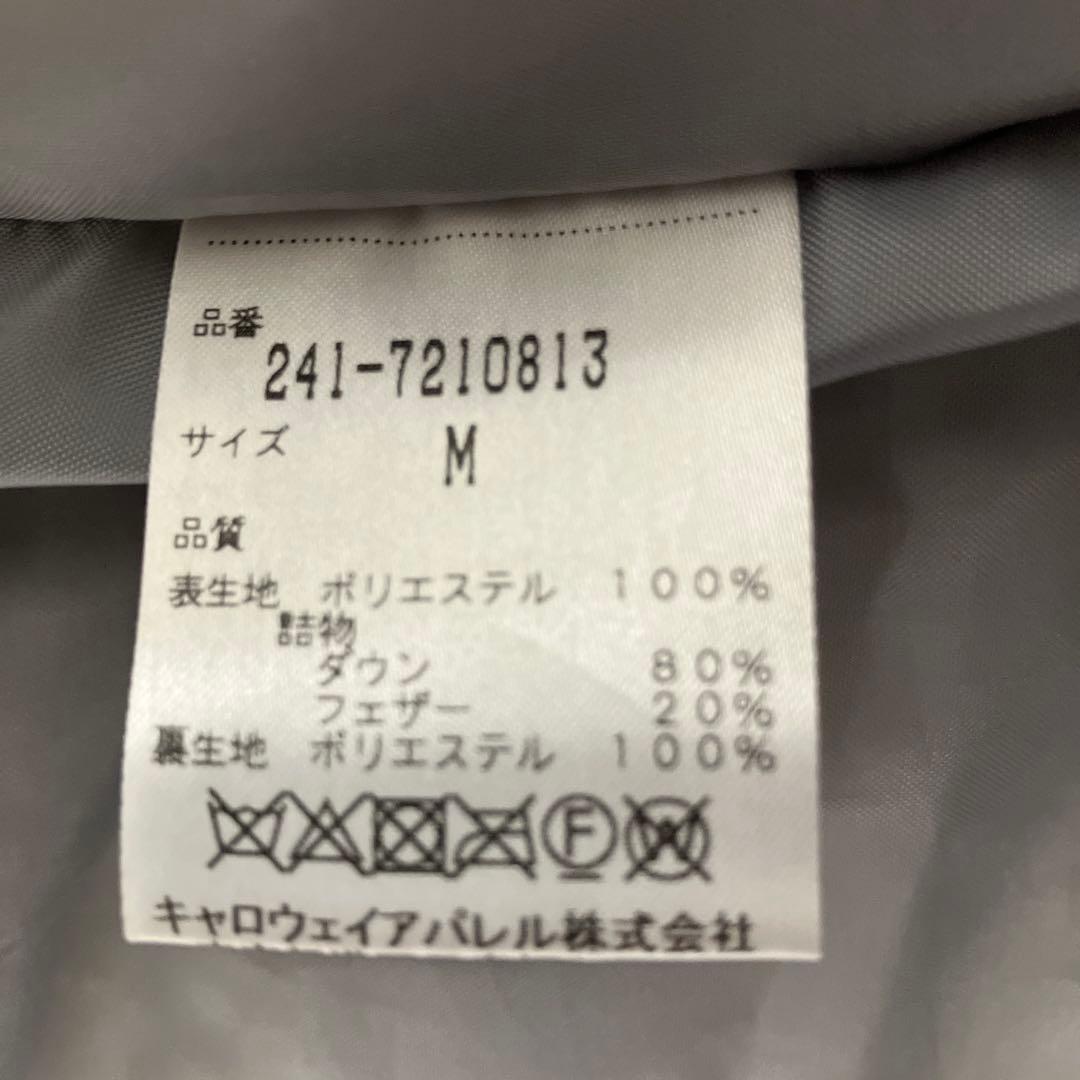 品番
241-7210813
サイズ M
品質
表生地 ポリエステル 100%
詰物
ダウン 80%
フェザー 20%
裏生地 ポリエステル 100%
F W
キャロウェイアパレル株式会社